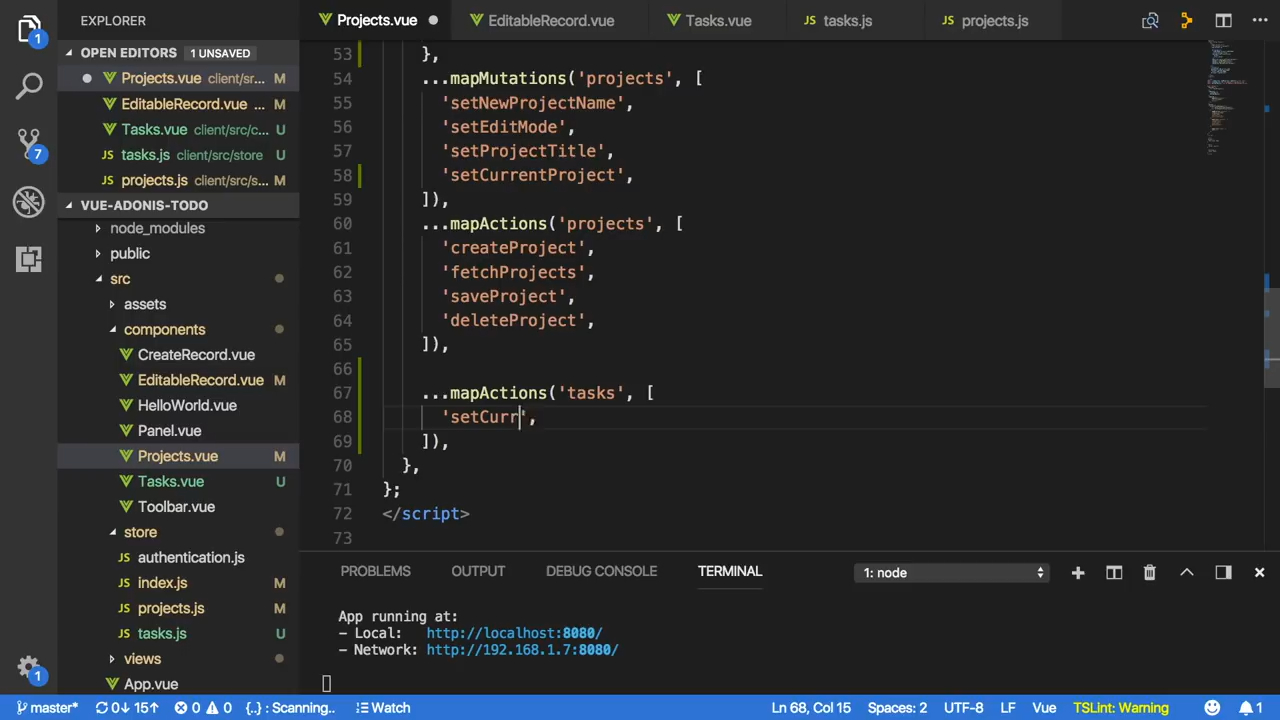 EXPLORER
Projects.vue
EditableRecord.vue
Tasks.vue
tasks.js
projects.js
1
OPEN EDITORS 1 UNSAVED
Projects.vue client/sr... M
EditableRecord.vue ... M
Tasks.vue client/src/c... U
tasks.js client/src/store U
projects.js client/src/s... M
7
VUE-ADONIS-TODO
node_modules
public
src
assets
components
CreateRecord.vue
EditableRecord.vue M
HelloWorld.vue
Panel.vue
Projects.vue M
Tasks.vue U
Toolbar.vue
store
authentication.js
index.js M
projects.js M
tasks.js U
views
App.vue
1
53 },
54 ...mapMutations('projects', [
55 'setNewProjectName',
56 'setEditMode',
57 'setProjectTitle',
58 'setCurrentProject',
59 ]),
60 ...mapActions('projects', [
61 'createProject',
62 'fetchProjects',
63 'saveProject',
64 'deleteProject',
65 ]),
66
67 ...mapActions('tasks', [
68 'setCurr',
69 ]),
70 },
71 };
72 </script>
73
PROBLEMS OUTPUT DEBUG CONSOLE TERMINAL 1: node
App running at:
- Local: http://localhost:8080/
- Network: http://192.168.1.7:8080/
master* 0↓ 15↑ 0 0 {..} : Scanning.. Watch Ln 68, Col 15 Spaces: 2 UTF-8 LF Vue TSLint: Warning 1